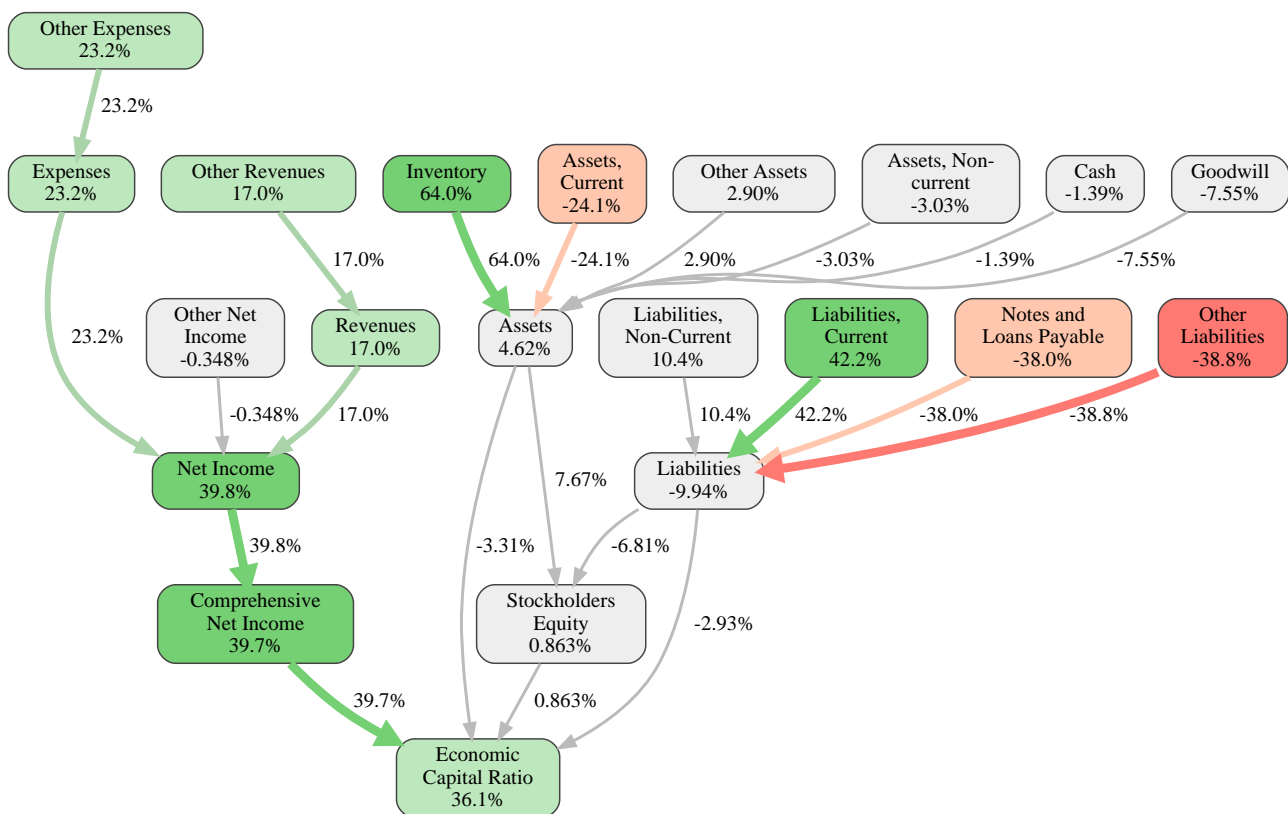 Other Expenses
23.2%
23.2%
Expenses
23.2%
Other Revenues
17.0%
Inventory
64.0%
Assets,
Current
-24.1%
Other Assets
2.90%
Assets, Non-
current
-3.03%
Cash
-1.39%
Goodwill
-7.55%
17.0%
64.0%
-24.1%
2.90%
-3.03%
-1.39%
-7.55%
23.2%
Other Net
Income
-0.348%
Revenues
17.0%
Assets
4.62%
Liabilities,
Non-Current
10.4%
Liabilities,
Current
42.2%
Notes and
Loans Payable
-38.0%
Other
Liabilities
-38.8%
-0.348%
17.0%
10.4%
42.2%
-38.0%
-38.8%
Net Income
39.8%
7.67%
Liabilities
-9.94%
39.8%
-3.31%
-6.81%
Comprehensive
Net Income
39.7%
Stockholders
Equity
0.863%
-2.93%
39.7%
0.863%
Economic
Capital Ratio
36.1%